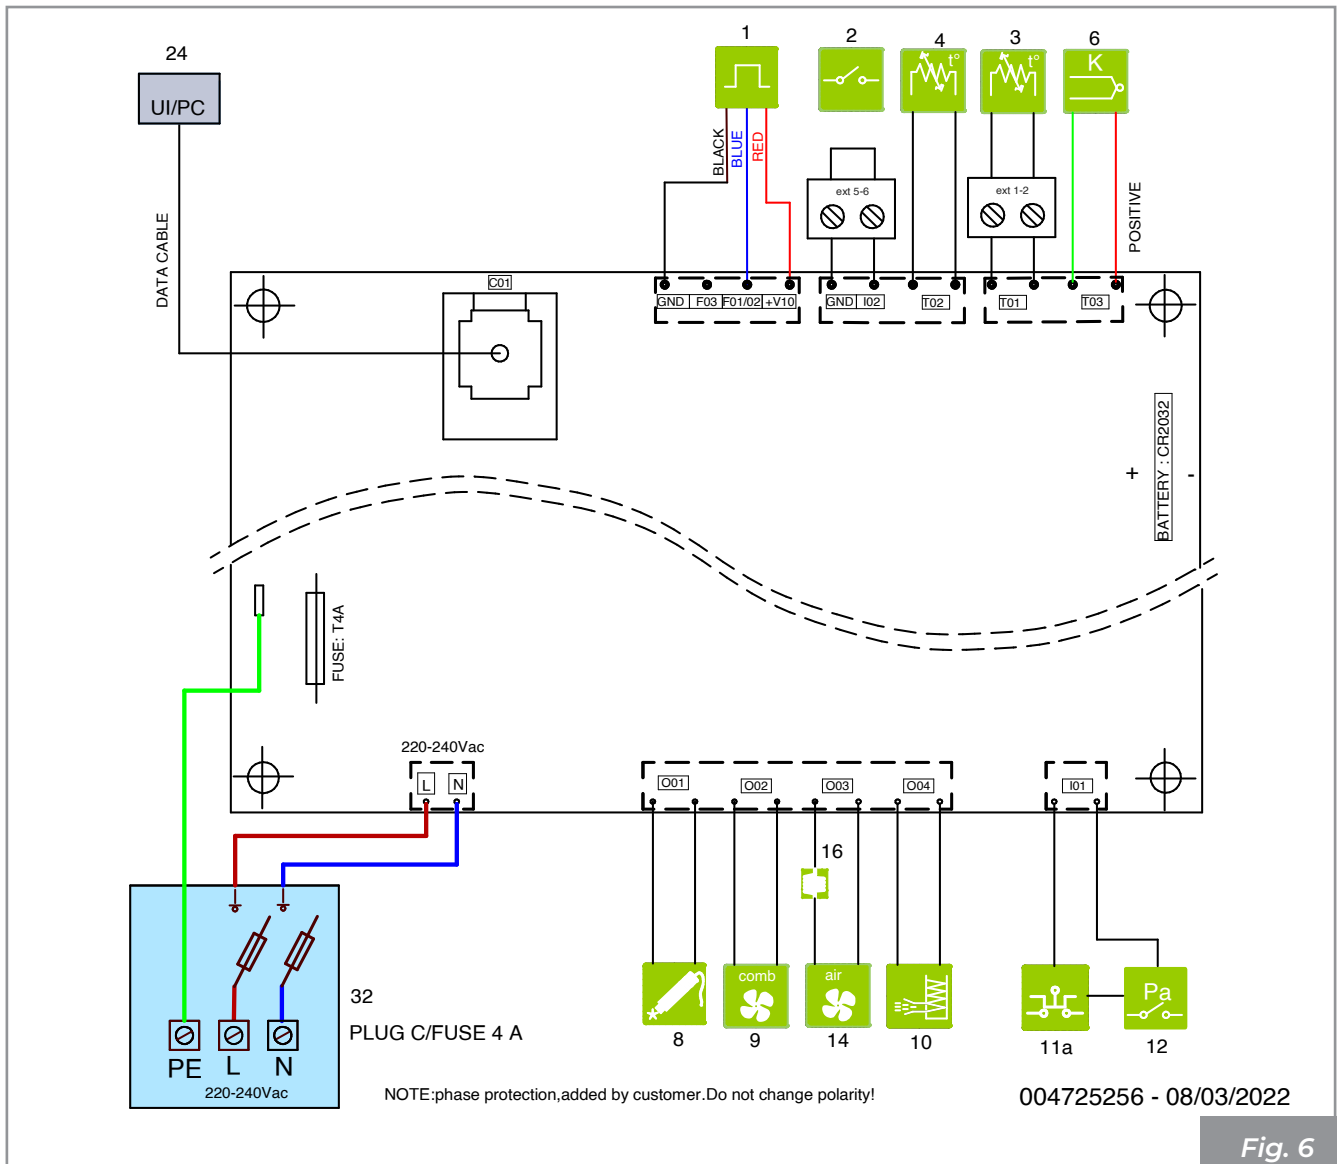 1
2
4
3
6
24
UI/PC
K
t°
t°
BLACK
BLUE
RED
ext 5-6
ext 1-2
POSITIVE
DATA CABLE
C01
GND F03 F01/02 +V10
GND I02 T02
T01 T03
BATTERY : CR2032
+ -
FUSE: T4A
220-240Vac
L N
O01 O02 O03 O04
I01
16
comb
air
Pa
8
9
14
10
11a
12
32
PLUG C/FUSE 4 A
PE L N
220-240Vac
NOTE:phase protection,added by customer.Do not change polarity!
004725256 - 08/03/2022
Fig. 6